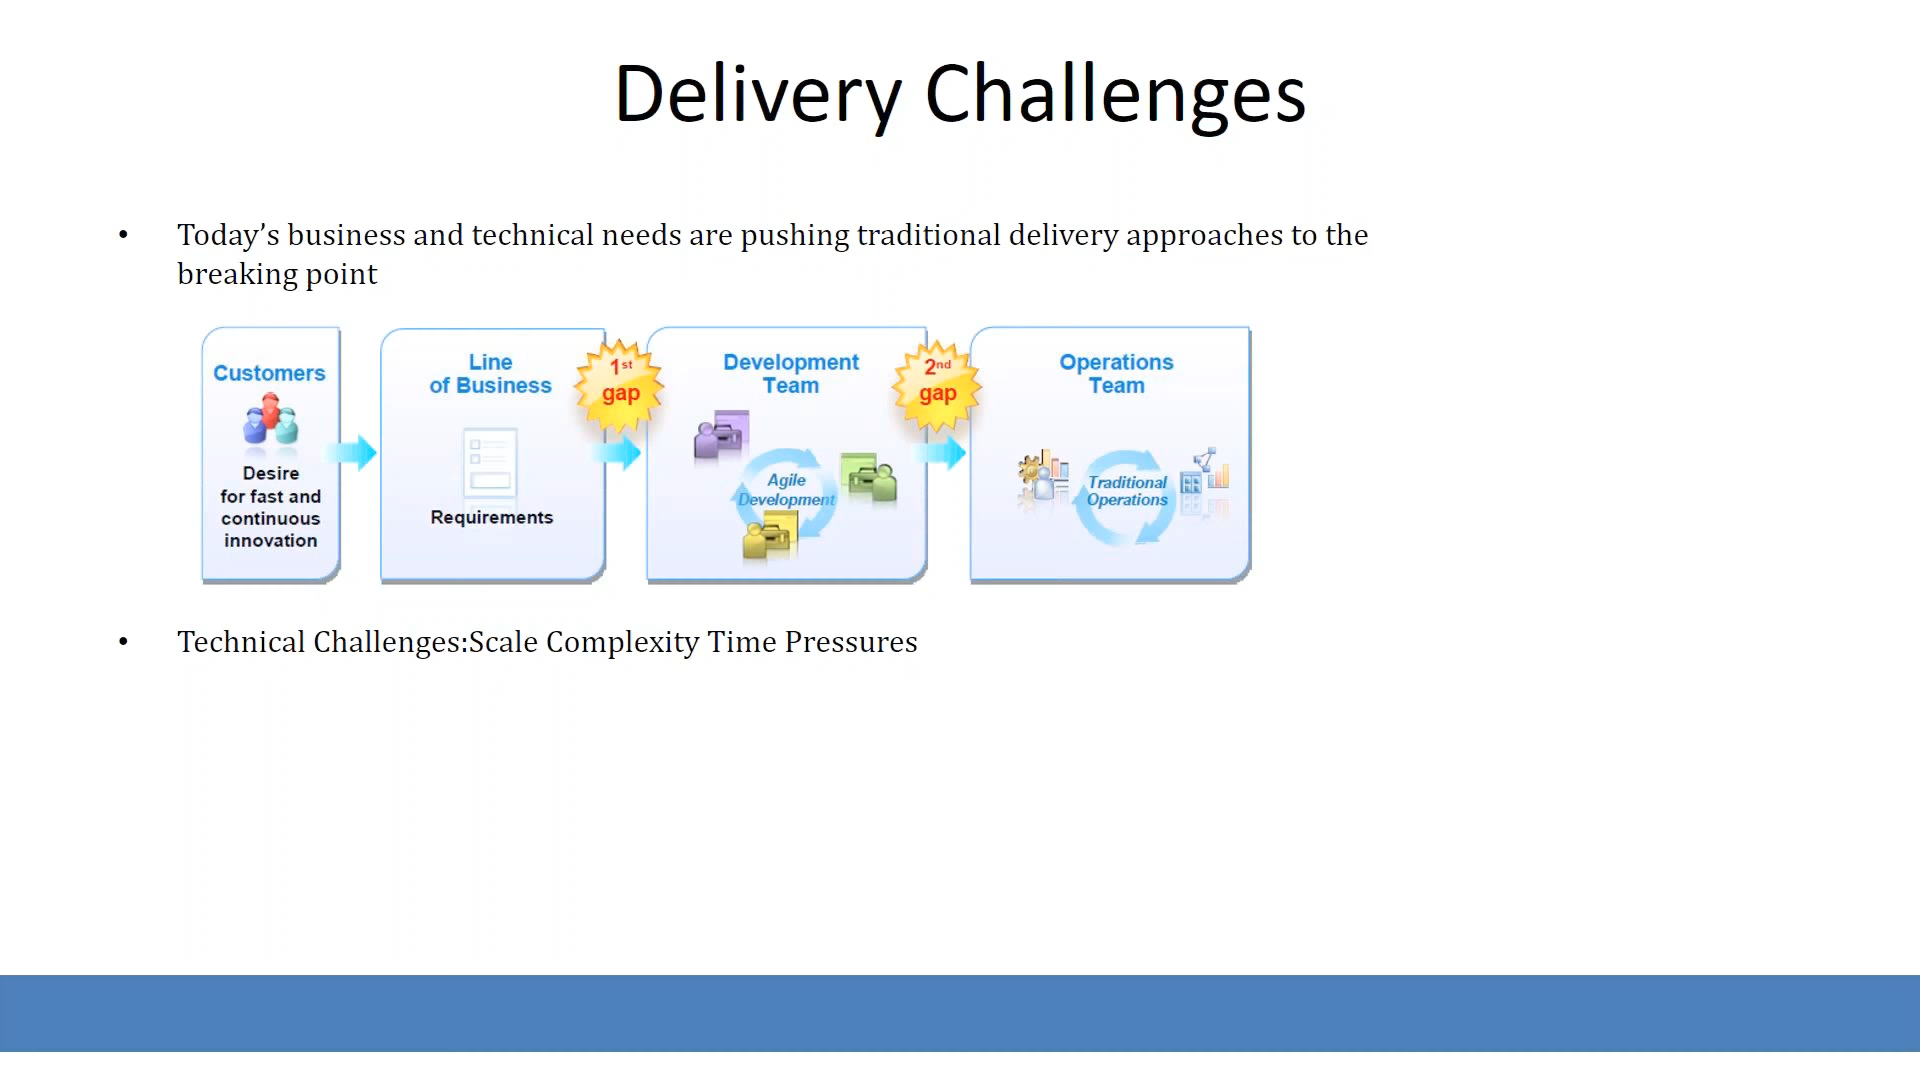 Delivery Challenges
• Today’s business and technical needs are pushing traditional delivery approaches to the
breaking point
Customers
Desire
for fast and
continuous
innovation
Line
of Business
Requirements
1st
gap
Development
Team
Agile
Development
2nd
gap
Operations
Team
Traditional
Operations
• Technical Challenges:Scale Complexity Time Pressures